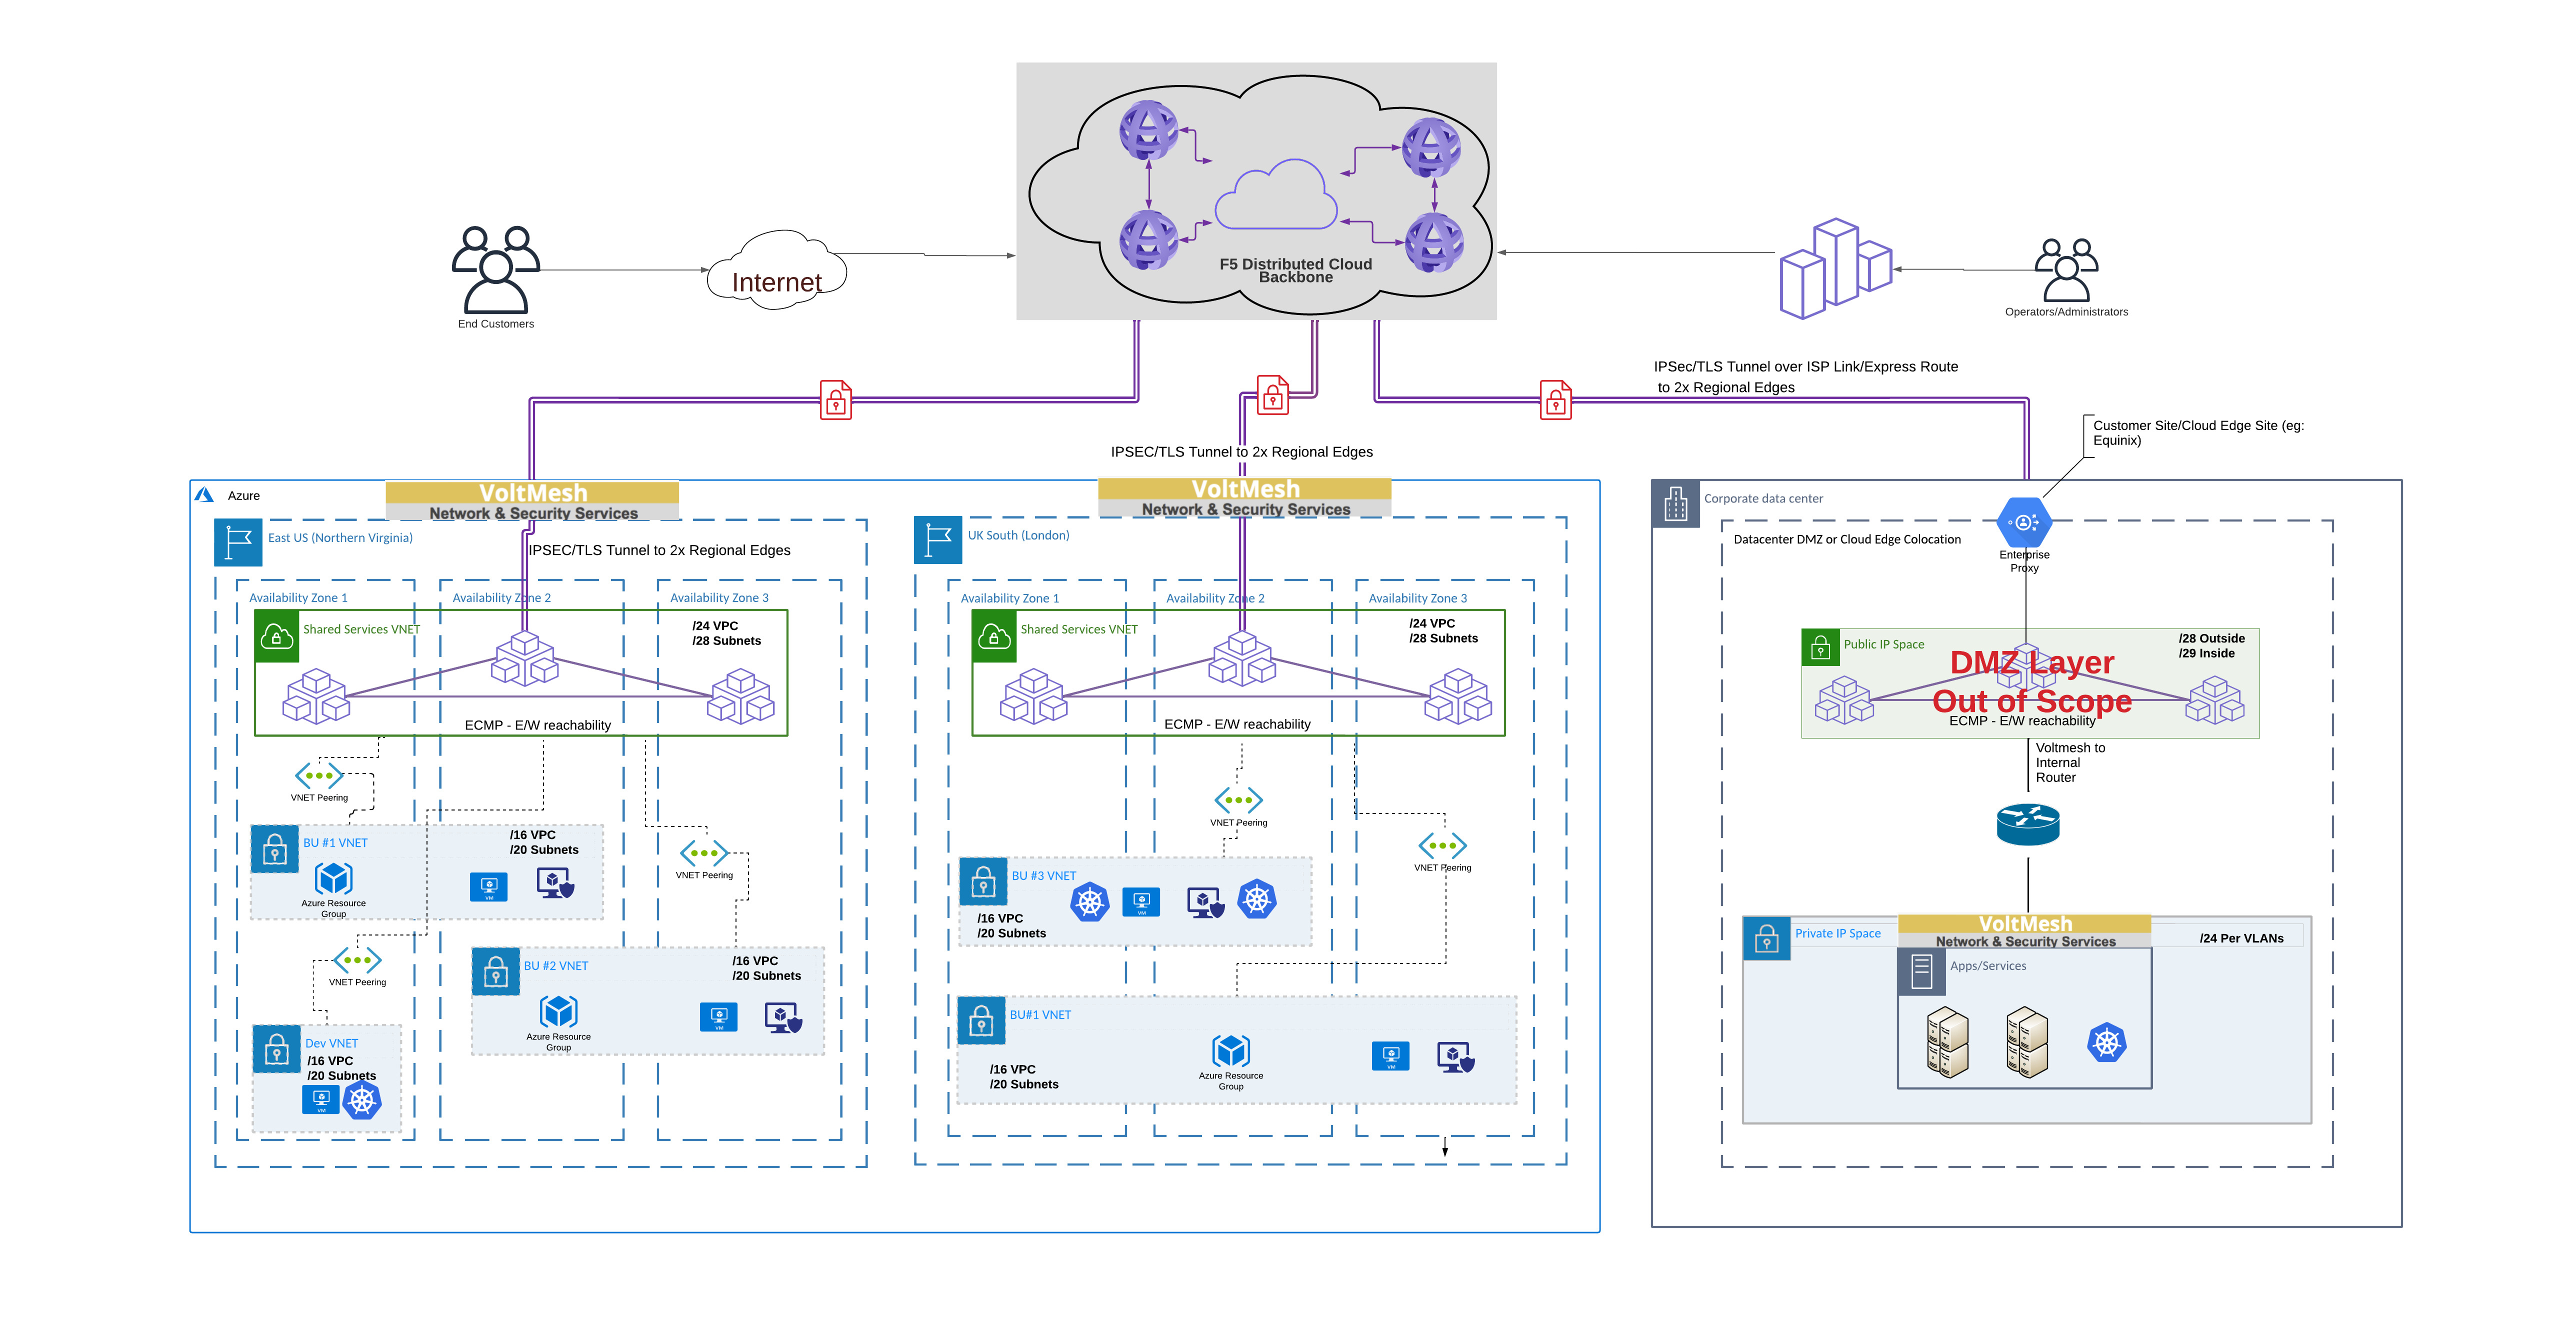 F5 Distributed Cloud
Backbone
Internet
End Customers
Operators/Administrators
IPSec/TLS Tunnel over ISP Link/Express Route
to 2x Regional Edges
Customer Site/Cloud Edge Site (eg:
Equinix)
IPSEC/TLS Tunnel to 2x Regional Edges
Azure
VoltMesh
Network & Security Services
East US (Northern Virginia)
IPSEC/TLS Tunnel to 2x Regional Edges
Availability Zone 1
Availability Zone 2
Availability Zone 3
Shared Services VNET
/24 VPC
/28 Subnets
ECMP - E/W reachability
VNET Peering
BU #1 VNET
/16 VPC
/20 Subnets
Azure Resource
Group
VM
VNET Peering
VNET Peering
BU #2 VNET
/16 VPC
/20 Subnets
Azure Resource
Group
VM
Dev VNET
/16 VPC
/20 Subnets
VM
VoltMesh
Network & Security Services
UK South (London)
Availability Zone 1
Availability Zone 2
Availability Zone 3
Shared Services VNET
/24 VPC
/28 Subnets
ECMP - E/W reachability
VNET Peering
VNET Peering
BU #3 VNET
/16 VPC
/20 Subnets
VM
BU#1 VNET
/16 VPC
/20 Subnets
Azure Resource
Group
VM
Corporate data center
Datacenter DMZ or Cloud Edge Colocation
Enterprise
Proxy
Public IP Space
/28 Outside
/29 Inside
DMZ Layer
Out of Scope
ECMP - E/W reachability
Voltmesh to
Internal
Router
Private IP Space
VoltMesh
Network & Security Services
/24 Per VLANs
Apps/Services